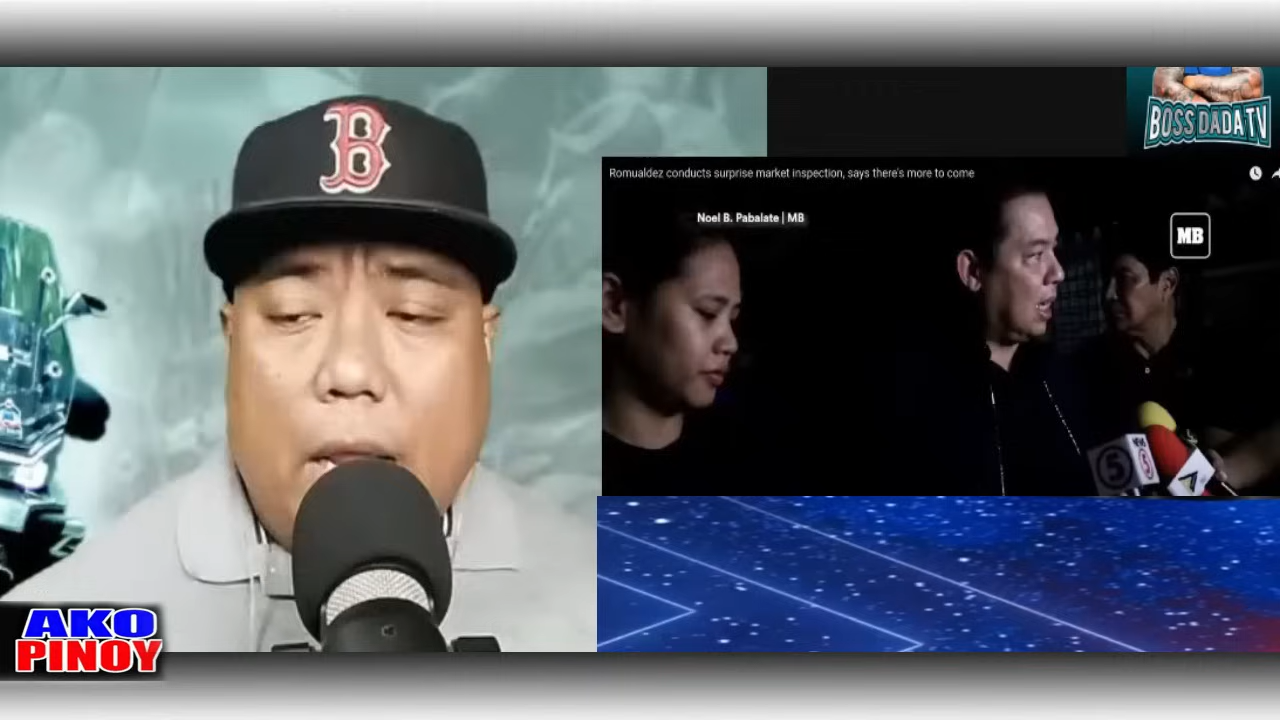 B
BOSS DADA TV
Romualdez conducts surprise market inspection, says there's more to come
Noel B. Pabalate | MB
MB
NEWS
5
AKO
PINOY